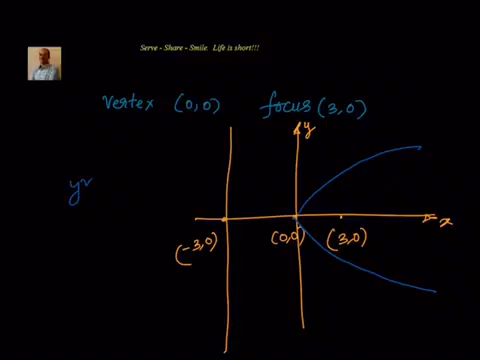 Serve - Share - Smile. Life is short!!!
vertex (0,0) focus (3,0)
y
y²
x
(-3,0) (0,0) (3,0)